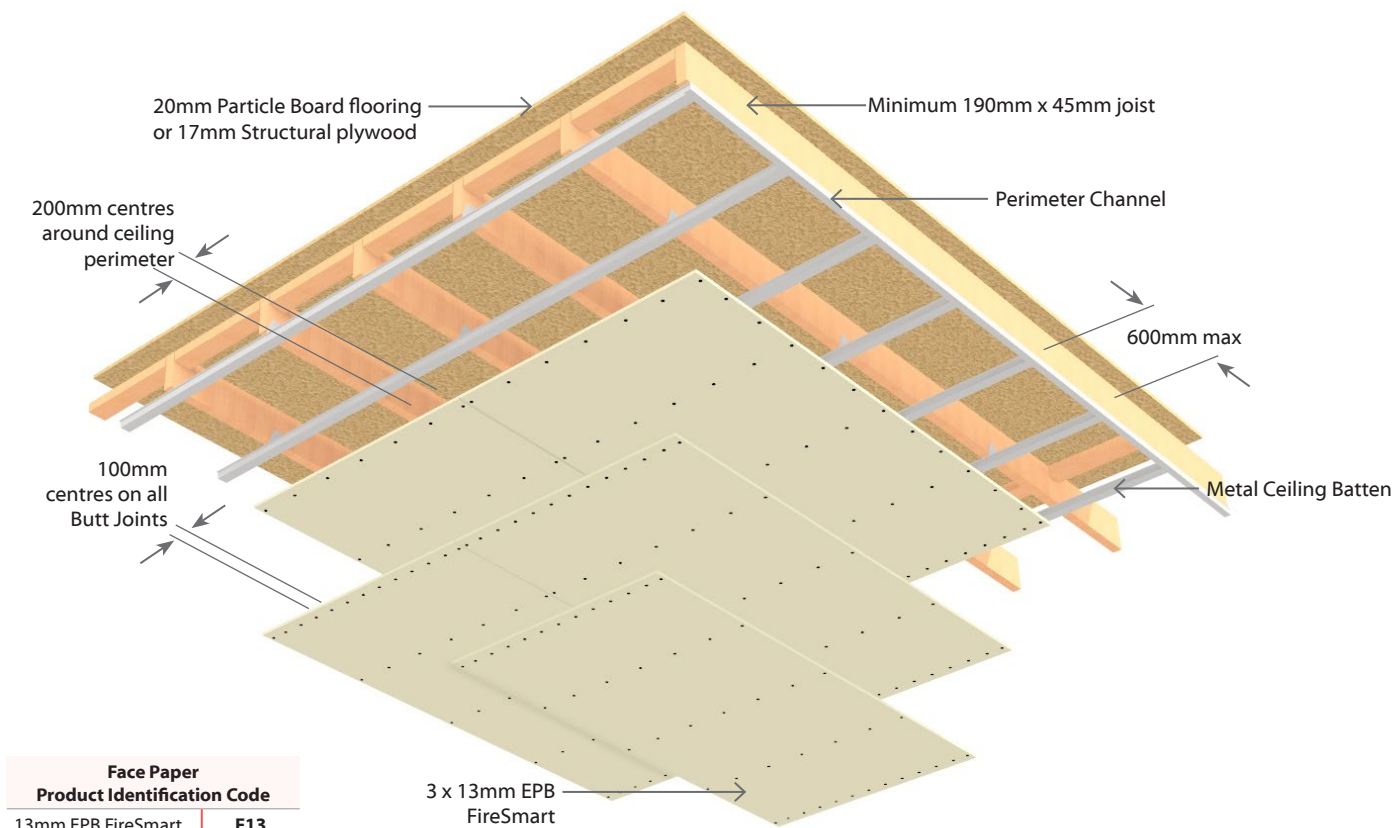 20mm Particle Board flooring
or 17mm Structural plywood
Minimum 190mm x 45mm joist
Perimeter Channel
200mm centres
around ceiling
perimeter
600mm max
100mm
centres on all
Butt Joints
Metal Ceiling Batten
3 x 13mm EPB
FireSmart
Face Paper
Product Identification Code
13mm EPB FireSmart F13